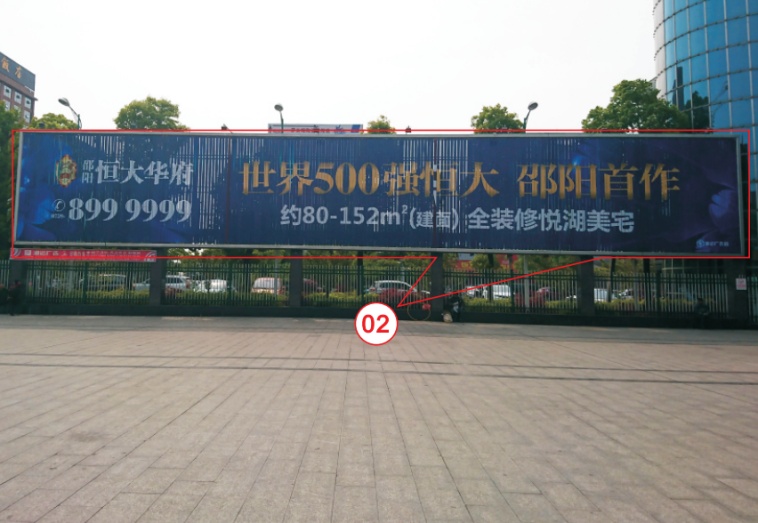 邵阳
恒大华府
899 9999
世界500强恒大 邵阳首作
约80-152㎡(建面) 全装修悦湖美宅
02